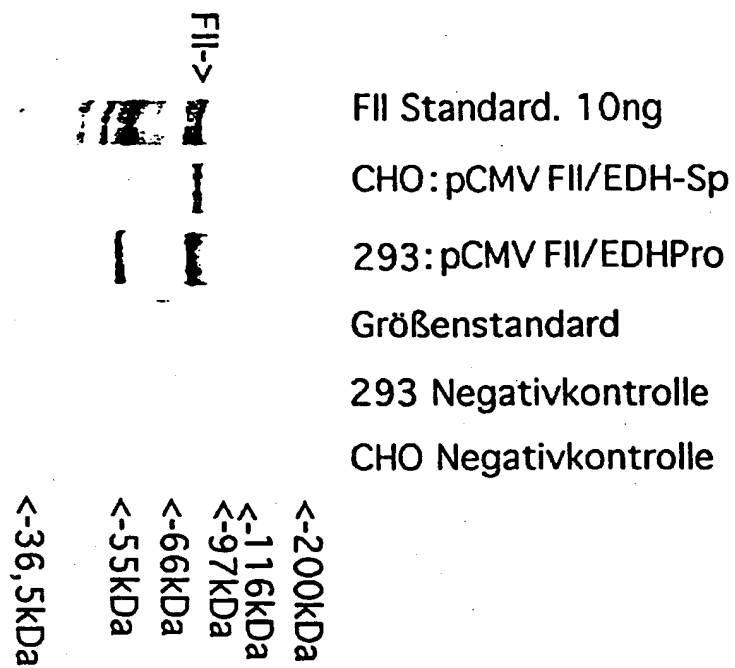 FII->
FII Standard. 10ng
CHO:pCMV FII/EDH-Sp
293:pCMV FII/EDHPro
Größenstandard
293 Negativkontrolle
CHO Negativkontrolle
<-200kDa
<-116kDa
<-97kDa
<-66kDa
<-55kDa
<-36,5kDa